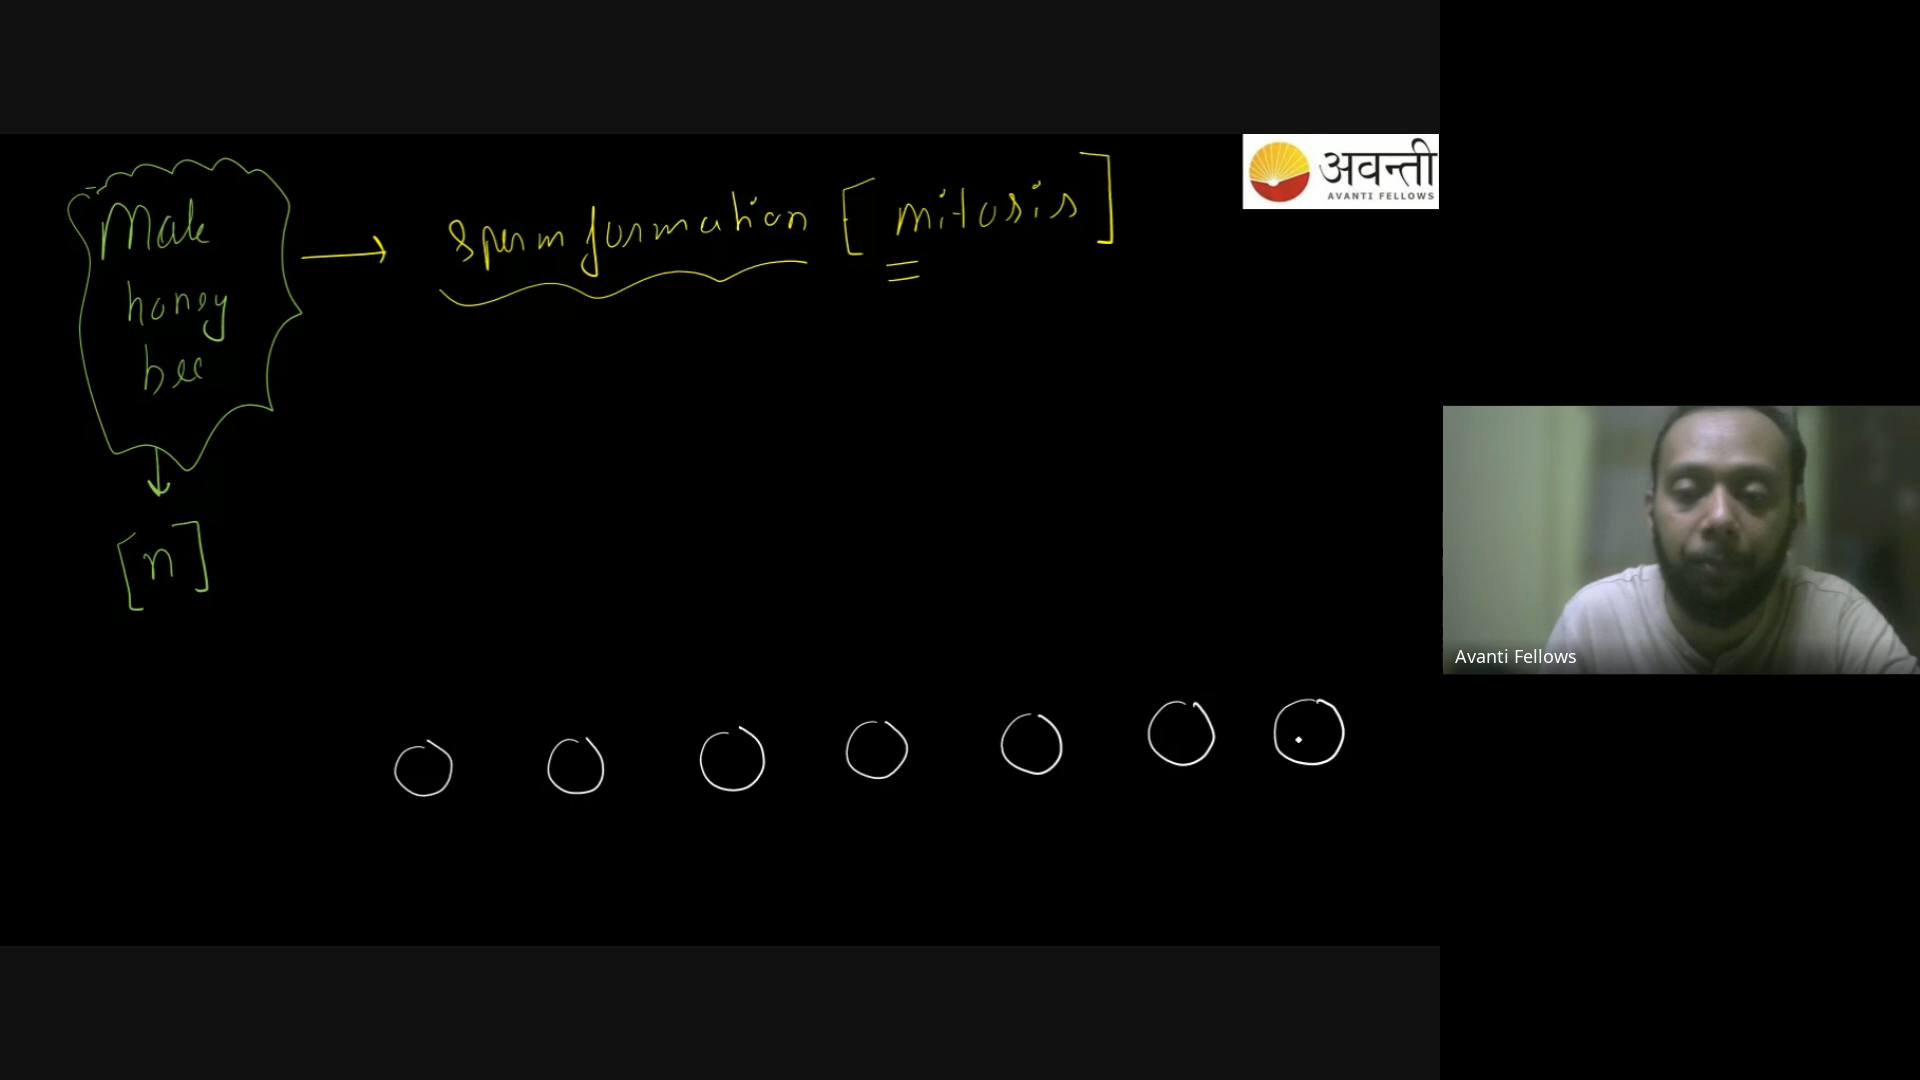 Male
honey
bee
[n]
sperm formation [mitosis]
अवन्ती
AVANTI FELLOWS
Avanti Fellows